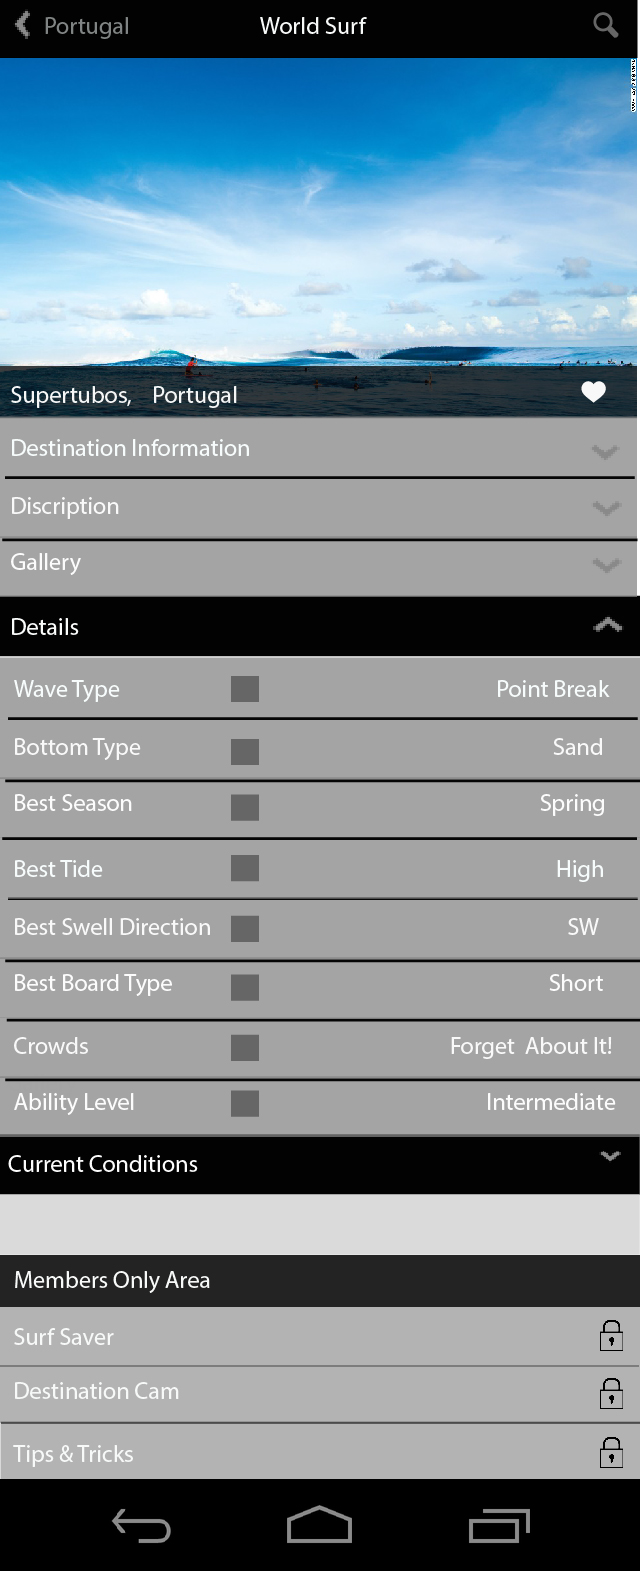 Portugal World Surf
Supertubos, Portugal
Destination Information
Discription
Gallery
Details
Wave Type Point Break
Bottom Type Sand
Best Season Spring
Best Tide High
Best Swell Direction SW
Best Board Type Short
Crowds Forget About It!
Ability Level Intermediate
Current Conditions
Members Only Area
Surf Saver
Destination Cam
Tips & Tricks